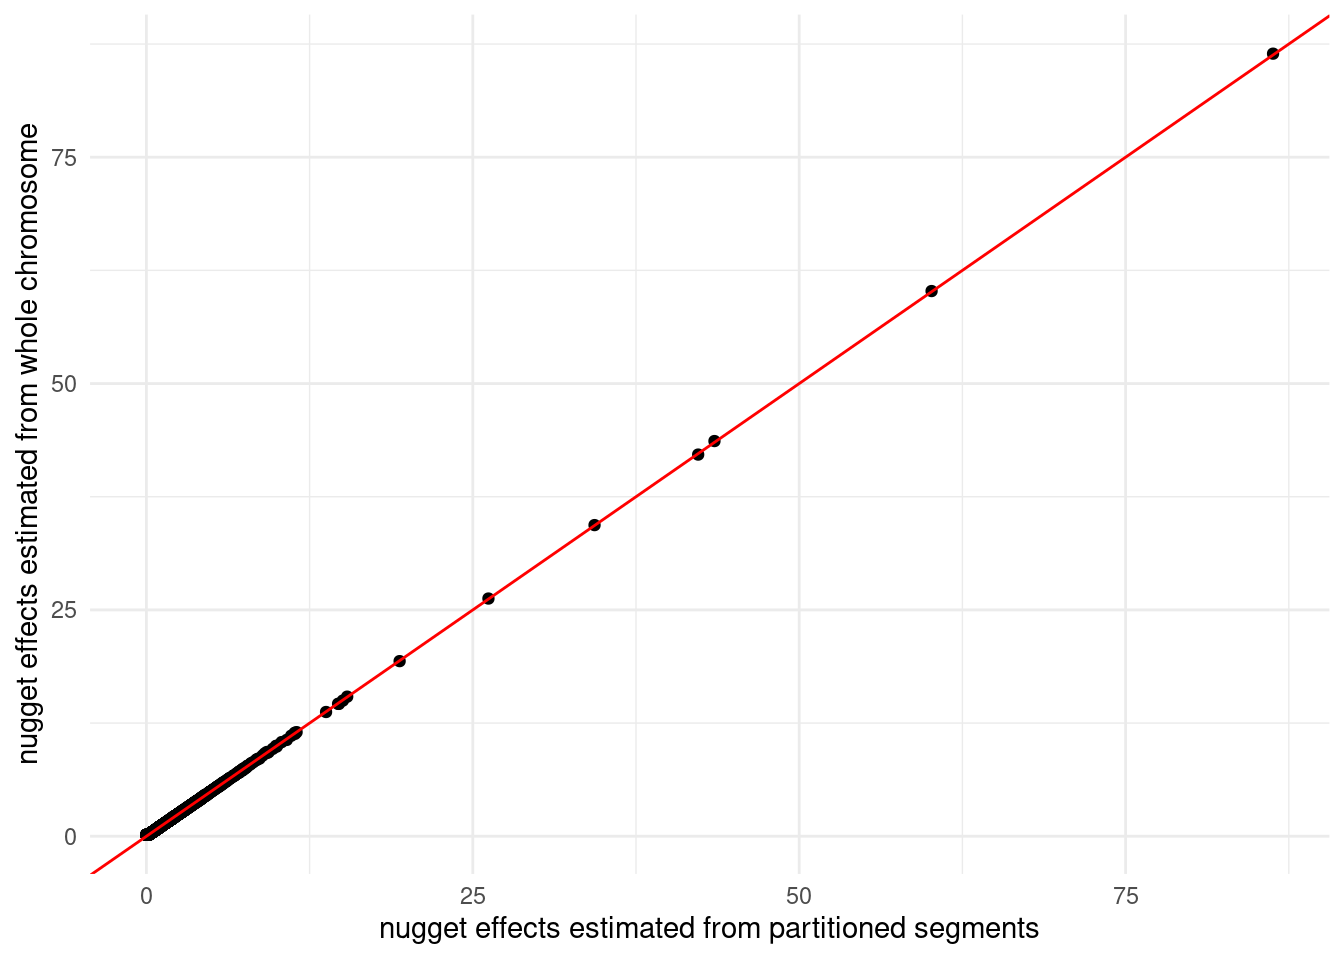 nugget effects estimated from whole chromosome
75
50
25
0
0 25 50 75
nugget effects estimated from partitioned segments